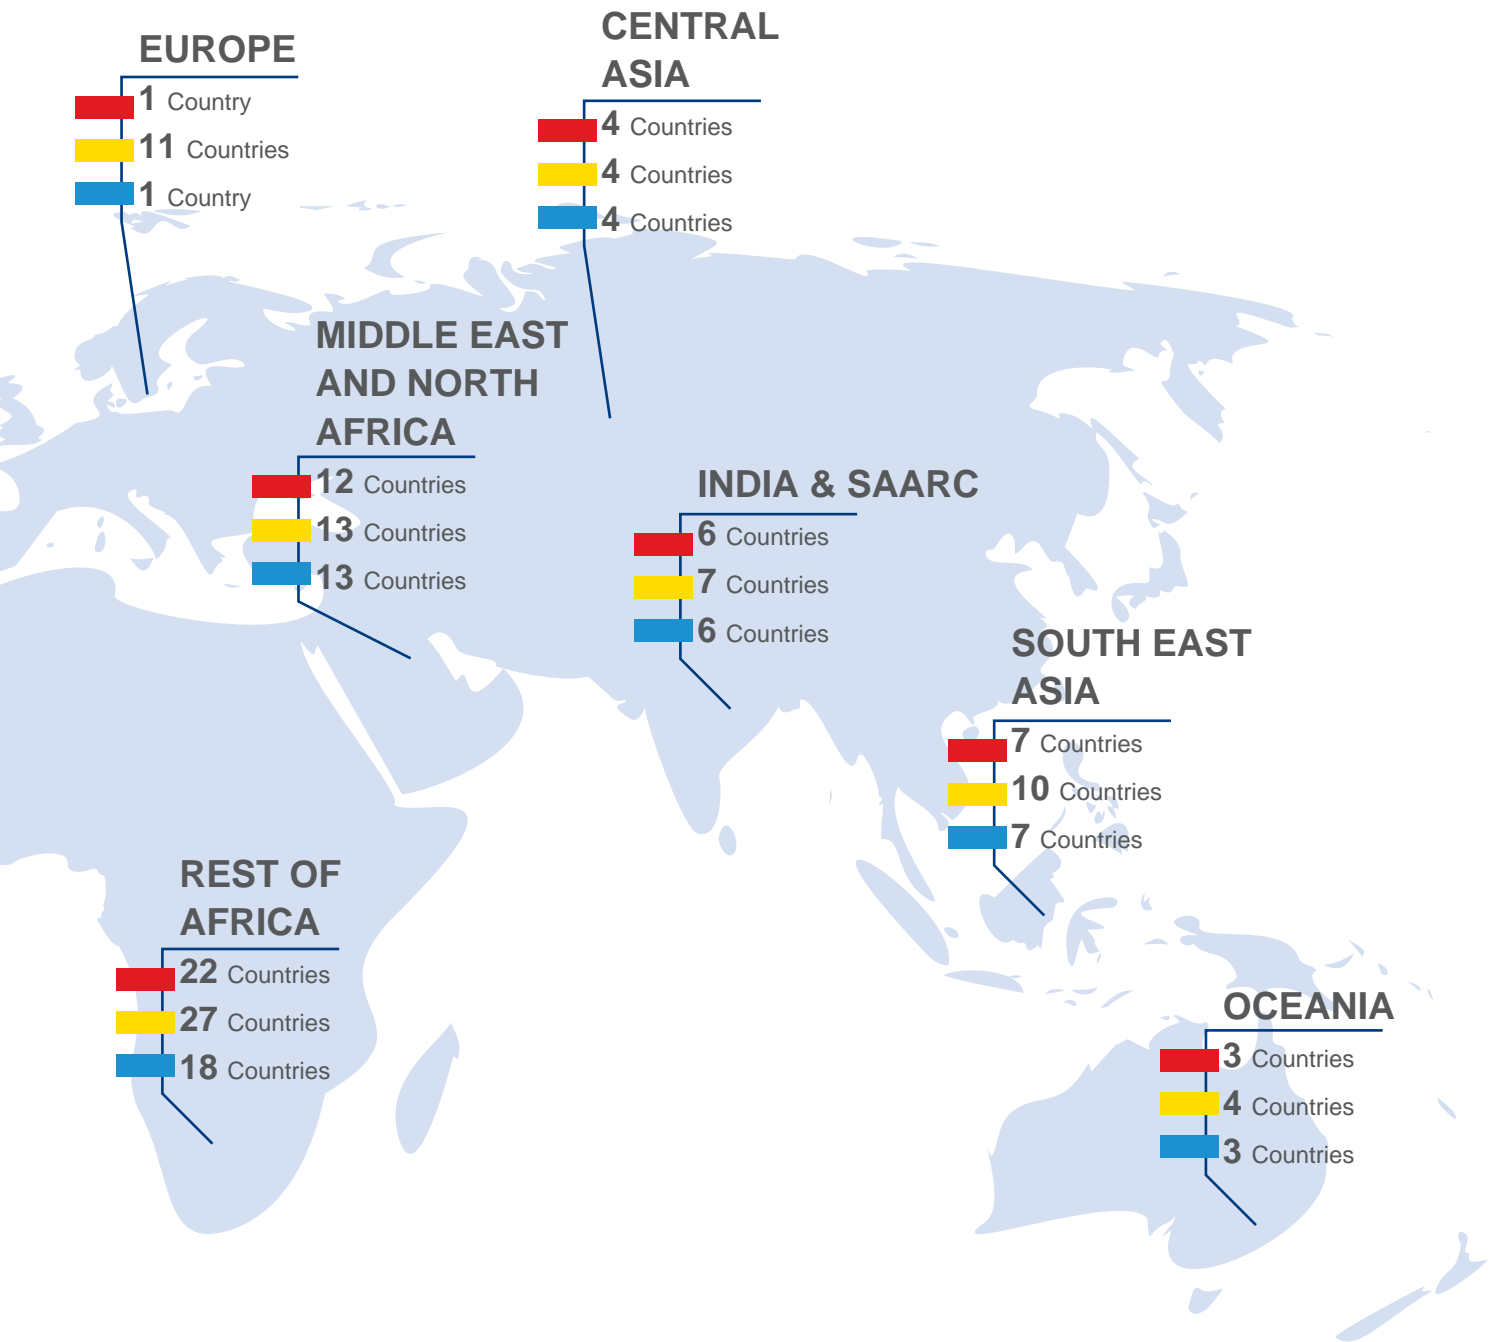 EUROPE
1 Country
11 Countries
1 Country
CENTRAL
ASIA
4 Countries
4 Countries
4 Countries
MIDDLE EAST
AND NORTH
AFRICA
12 Countries
13 Countries
13 Countries
INDIA & SAARC
6 Countries
7 Countries
6 Countries
SOUTH EAST
ASIA
7 Countries
10 Countries
7 Countries
REST OF
AFRICA
22 Countries
27 Countries
18 Countries
OCEANIA
3 Countries
4 Countries
3 Countries